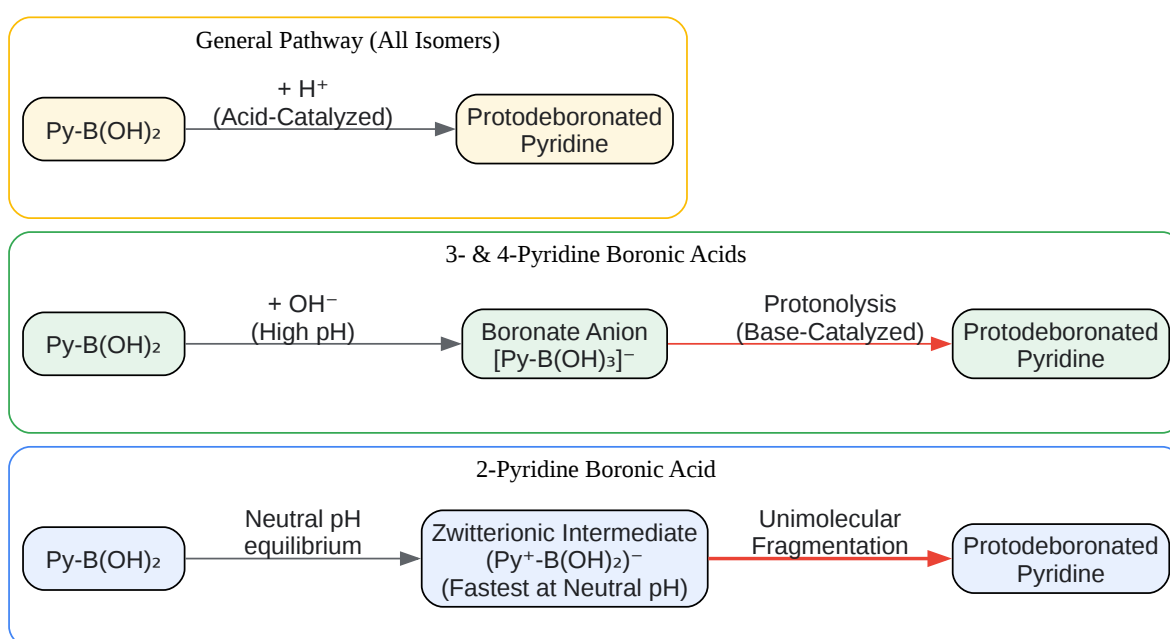 General Pathway (All Isomers)
+ H⁺
(Acid-Catalyzed)
Py-B(OH)₂
Protodeboronated
Pyridine
3- & 4-Pyridine Boronic Acids
+ OH⁻
(High pH)
Protonolysis
(Base-Catalyzed)
Py-B(OH)₂
Boronate Anion
[Py-B(OH)₃]⁻
Protodeboronated
Pyridine
2-Pyridine Boronic Acid
Neutral pH
equilibrium
Unimolecular
Fragmentation
Py-B(OH)₂
Zwitterionic Intermediate
(Py⁺-B(OH)₂)⁻
(Fastest at Neutral pH)
Protodeboronated
Pyridine